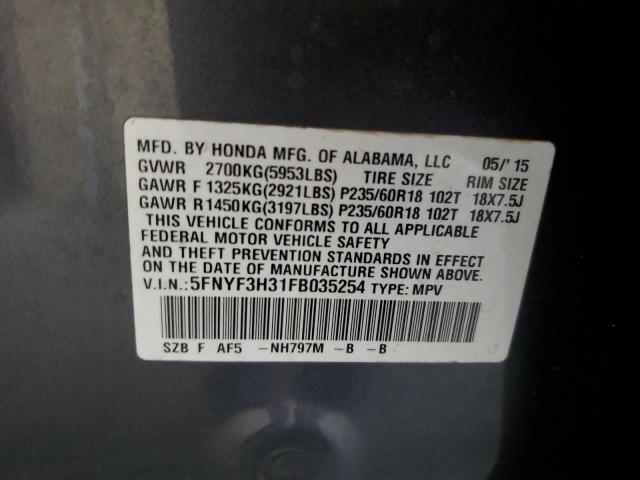 MFD. BY HONDA MFG. OF ALABAMA, LLC 05/'15
GVWR 2700KG(5953LBS) TIRE SIZE RIM SIZE
GAWR F 1325KG(2921LBS) P235/60R18 102T 18X7.5J
GAWR R1450KG(3197LBS) P235/60R18 102T 18X7.5J
THIS VEHICLE CONFORMS TO ALL APPLICABLE
FEDERAL MOTOR VEHICLE SAFETY
AND THEFT PREVENTION STANDARDS IN EFFECT
ON THE DATE OF MANUFACTURE SHOWN ABOVE.
V.I.N.:5FNYF3H31FB035254 TYPE: MPV
SZB F AF5 -NH797M -B -B